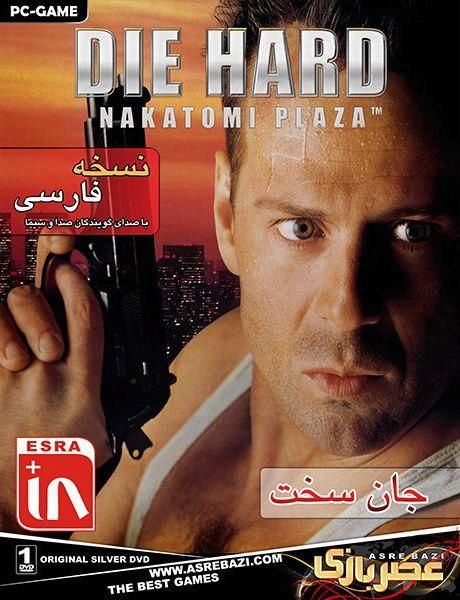 PC-GAME
DIE HARD
NAKATOMI PLAZA™
نسخه
فارسی
با صدای گویندگان صدا و سیما
ESRA
+۱۸
جان سخت
1
DVD
ORIGINAL SILVER DVD
WWW.ASREBAZI.COM
THE BEST GAMES
ASRE BAZI
عصر بازی